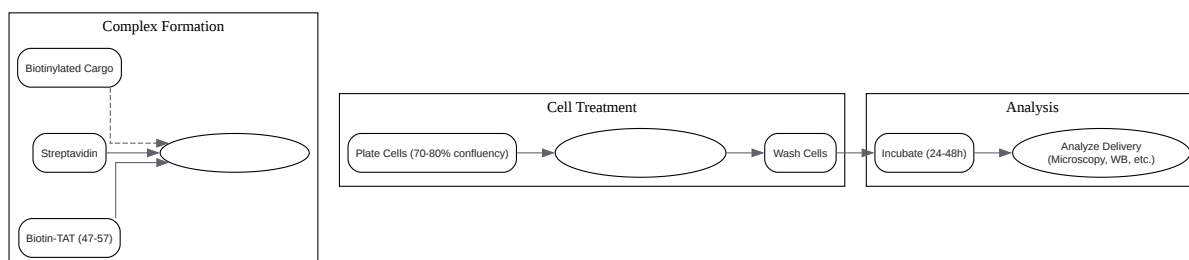 Complex Formation
Biotinylated Cargo
Streptavidin
Biotin-TAT (47-57)
Cell Treatment
Plate Cells (70-80% confluency)
Wash Cells
Analysis
Incubate (24-48h)
Analyze Delivery
(Microscopy, WB, etc.)